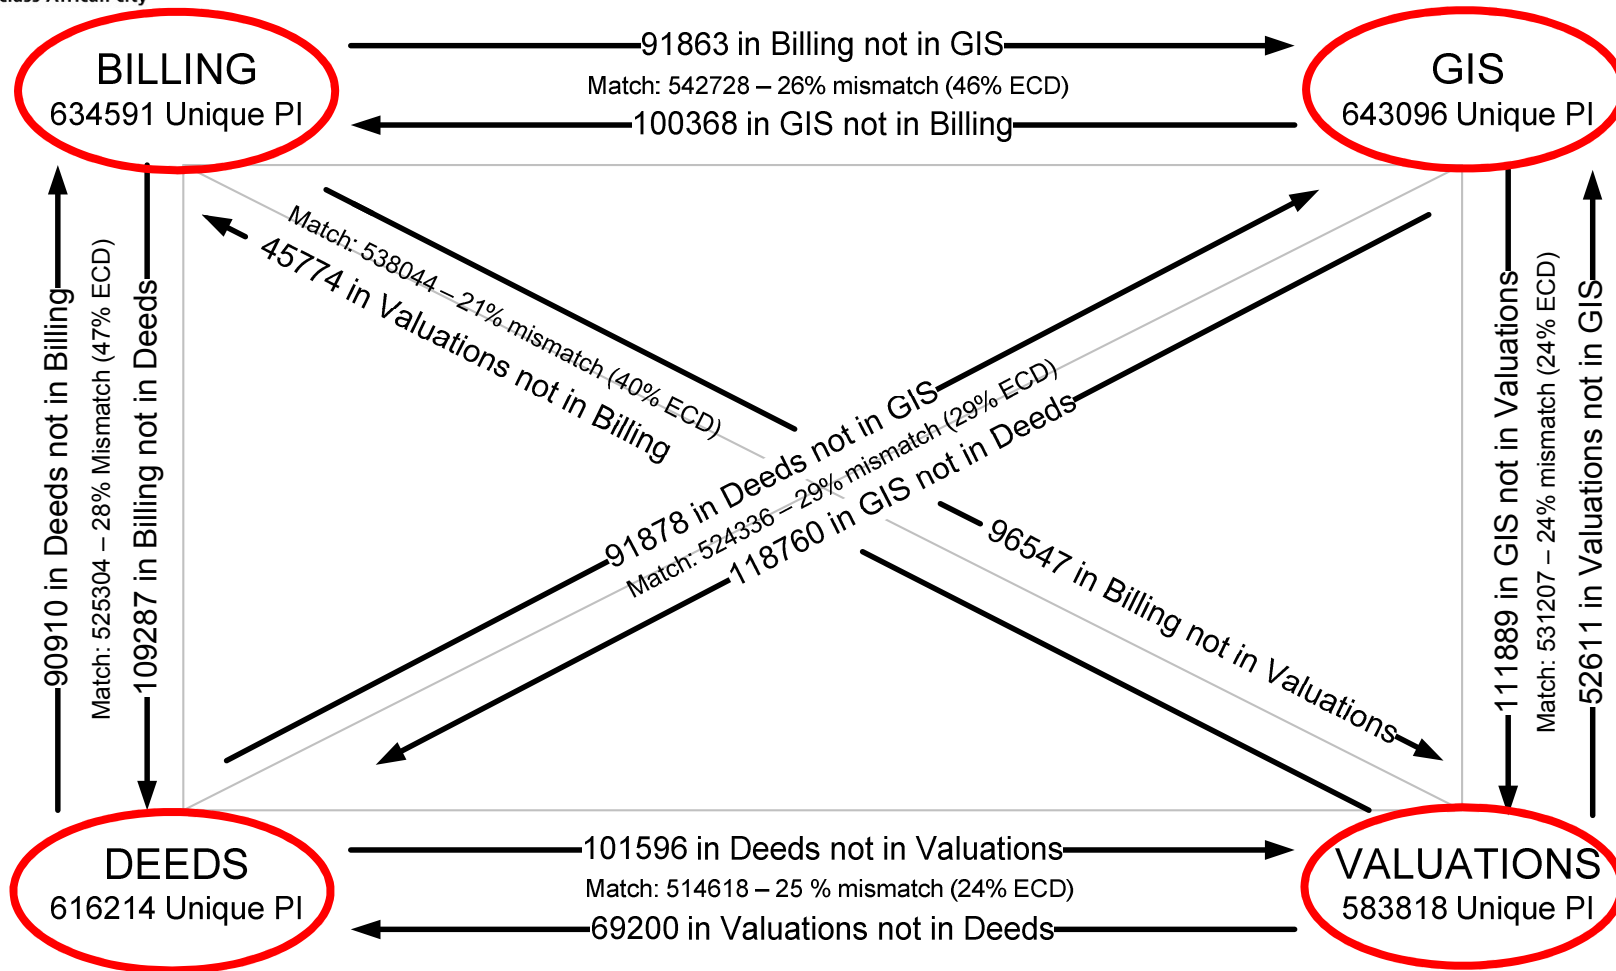 class African city
BILLING
634591 Unique PI
91863 in Billing not in GIS
Match: 542728 – 26% mismatch (46% ECD)
100368 in GIS not in Billing
GIS
643096 Unique PI
90910 in Deeds not in Billing
Match: 525304 – 28% Mismatch (47% ECD)
109287 in Billing not in Deeds
Match: 538044 – 21% mismatch (40% ECD)
45774 in Valuations not in Billing
91878 in Deeds not in GIS
Match: 524336 – 29% mismatch (29% ECD)
118760 in GIS not in Deeds
96547 in Billing not in Valuations
111889 in GIS not in Valuations
Match: 531207 – 24% mismatch (24% ECD)
52611 in Valuations not in GIS
DEEDS
616214 Unique PI
101596 in Deeds not in Valuations
Match: 514618 – 25 % mismatch (24% ECD)
69200 in Valuations not in Deeds
VALUATIONS
583818 Unique PI